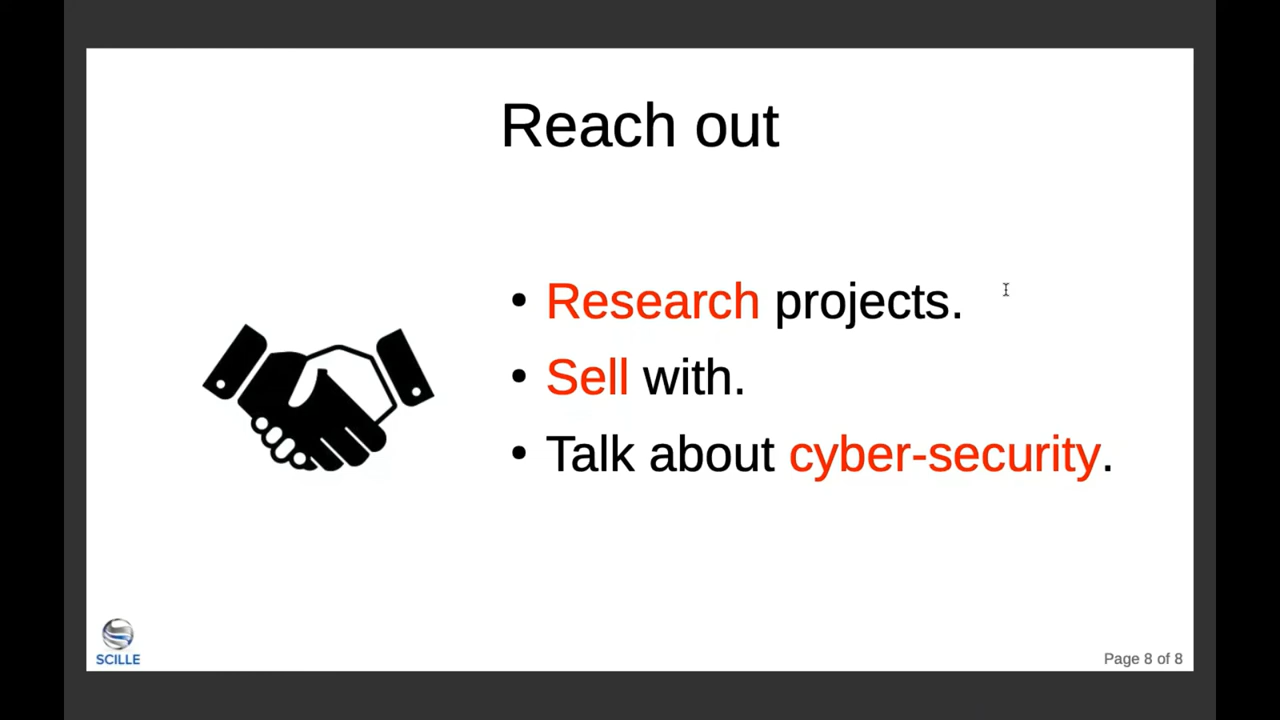 Reach out
• Research projects.
• Sell with.
• Talk about cyber-security.
SCILLE
Page 8 of 8